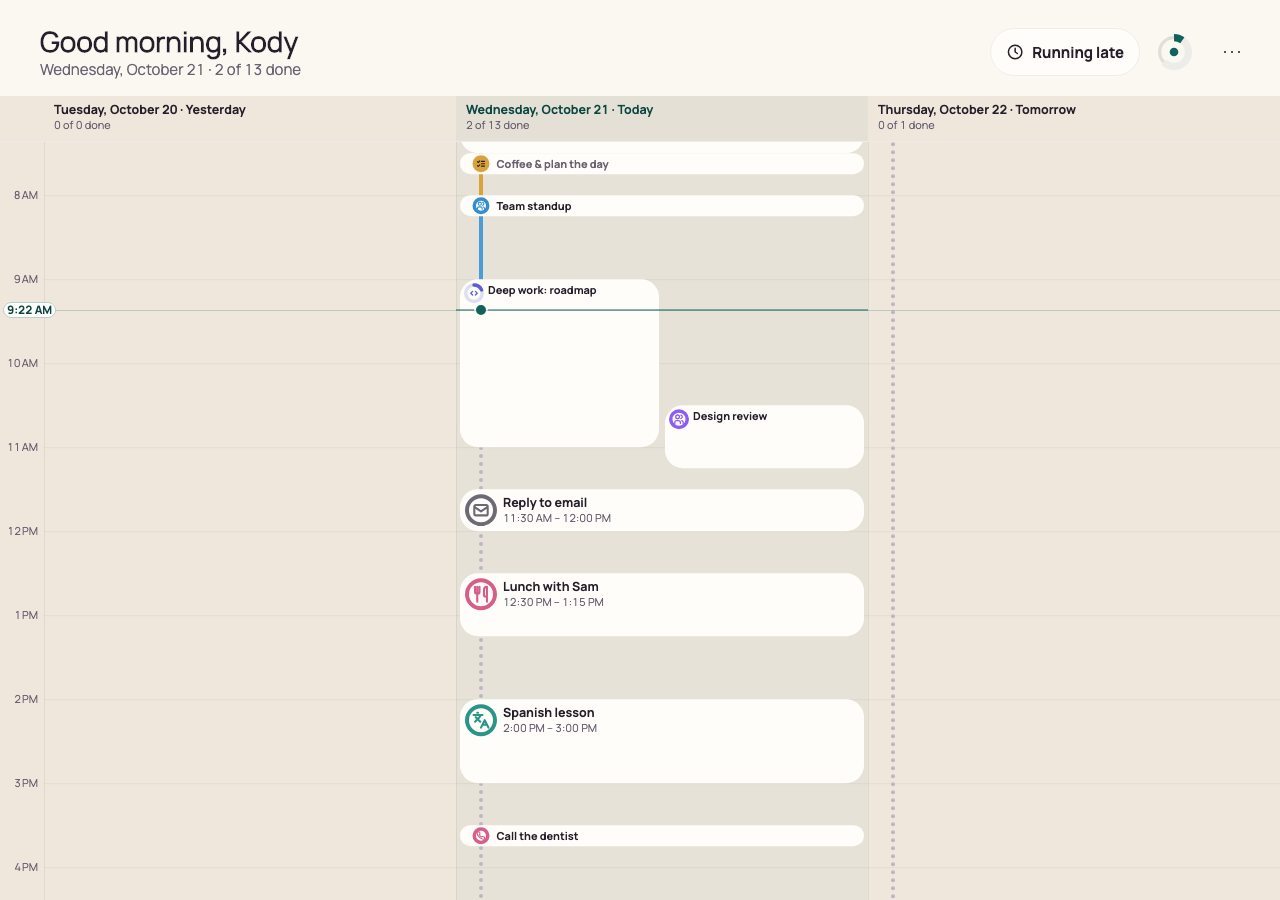 Good morning, Kody
Wednesday, October 21 · 2 of 13 done
Running late
Tuesday, October 20 · Yesterday
0 of 0 done
Wednesday, October 21 · Today
2 of 13 done
Thursday, October 22 · Tomorrow
0 of 1 done
Coffee & plan the day
8 AM
Team standup
9 AM
Deep work: roadmap
9:22 AM
10 AM
Design review
11 AM
Reply to email
11:30 AM – 12:00 PM
12 PM
Lunch with Sam
12:30 PM – 1:15 PM
1 PM
2 PM
Spanish lesson
2:00 PM – 3:00 PM
3 PM
Call the dentist
4 PM